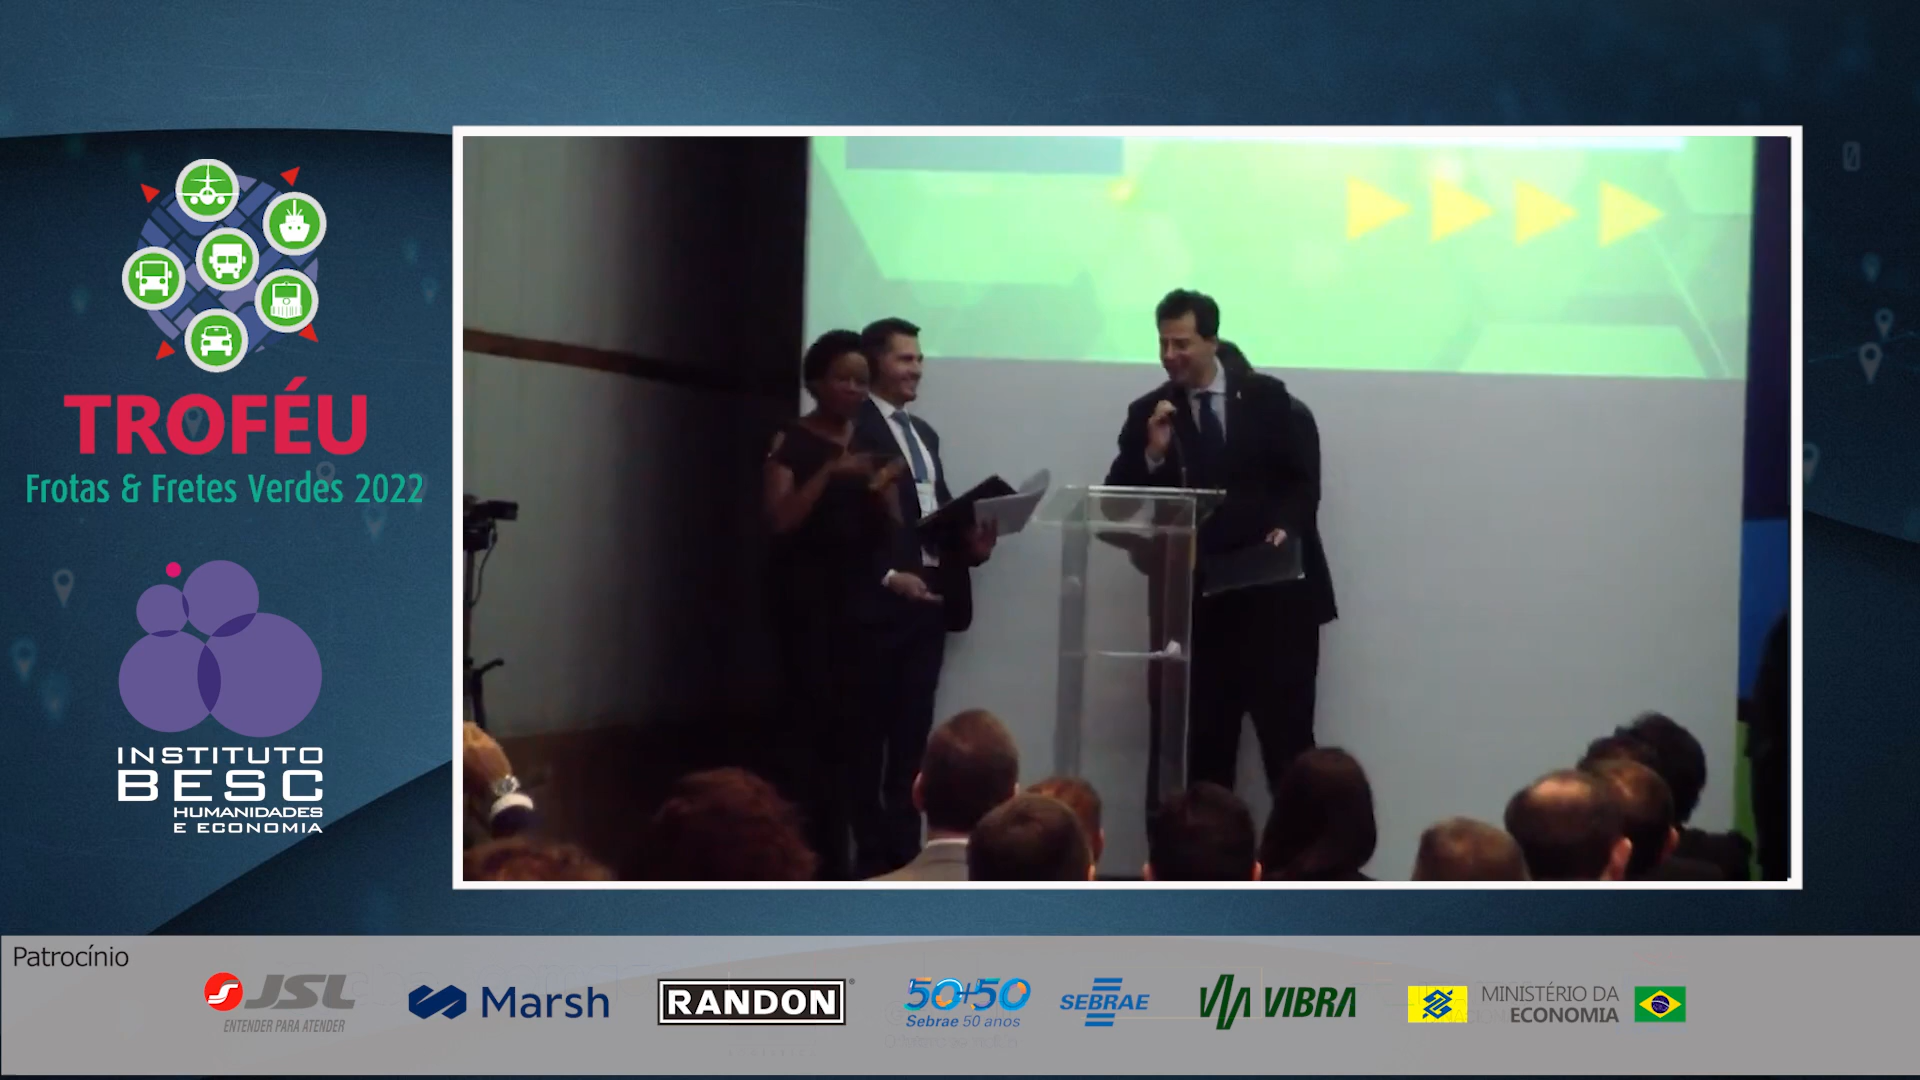 TROFÉU
Frotas & Fretes Verdes 2022
INSTITUTO
BESC
HUMANIDADES
E ECONOMIA
Patrocínio
JSL
ENTENDER PARA ATENDER
Marsh
RANDON
50+50
Sebrae 50 anos
SEBRAE
VIBRA
MINISTÉRIO DA
ECONOMIA